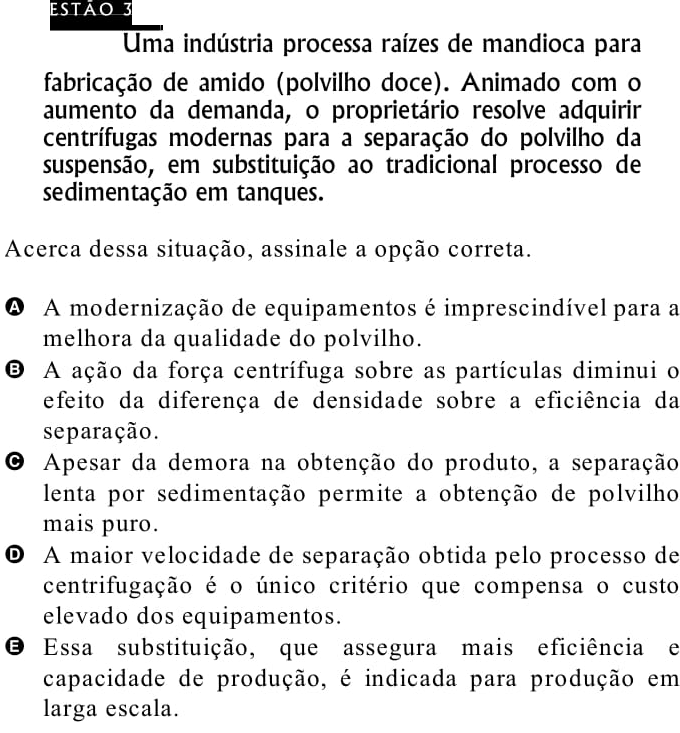 ESTÃO 3
Uma indústria processa raízes de mandioca para
fabricação de amido (polvilho doce). Animado com o
aumento da demanda, o proprietário resolve adquirir
centrífugas modernas para a separação do polvilho da
suspensão, em substituição ao tradicional processo de
sedimentação em tanques.
Acerca dessa situação, assinale a opção correta.
A A modernização de equipamentos é imprescindível para a
melhora da qualidade do polvilho.
B A ação da força centrífuga sobre as partículas diminui o
efeito da diferença de densidade sobre a eficiência da
separação.
C Apesar da demora na obtenção do produto, a separação
lenta por sedimentação permite a obtenção de polvilho
mais puro.
D A maior velocidade de separação obtida pelo processo de
centrifugação é o único critério que compensa o custo
elevado dos equipamentos.
E Essa substituição, que assegura mais eficiência e
capacidade de produção, é indicada para produção em
larga escala.